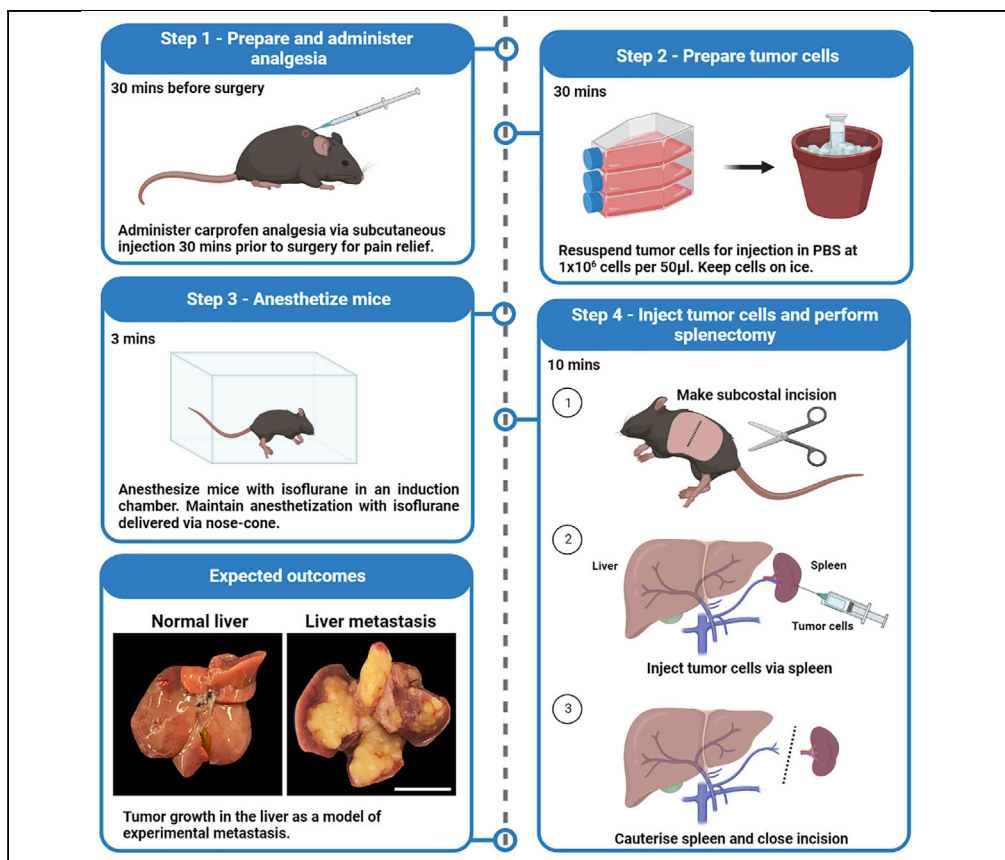 Step 1 - Prepare and administer
analgesia
30 mins before surgery
Administer carprofen analgesia via subcutaneous
injection 30 mins prior to surgery for pain relief.
Step 2 - Prepare tumor cells
30 mins
Resuspend tumor cells for injection in PBS at
1x10⁶ cells per 50µl. Keep cells on ice.
Step 3 - Anesthetize mice
3 mins
Anesthesize mice with isoflurane in an induction
chamber. Maintain anesthetization with isoflurane
delivered via nose-cone.
Step 4 - Inject tumor cells and perform
splenectomy
10 mins
1
Make subcostal incision
2
Liver
Spleen
Tumor cells
Inject tumor cells via spleen
3
Cauterise spleen and close incision
Expected outcomes
Normal liver
Liver metastasis
Tumor growth in the liver as a model of
experimental metastasis.